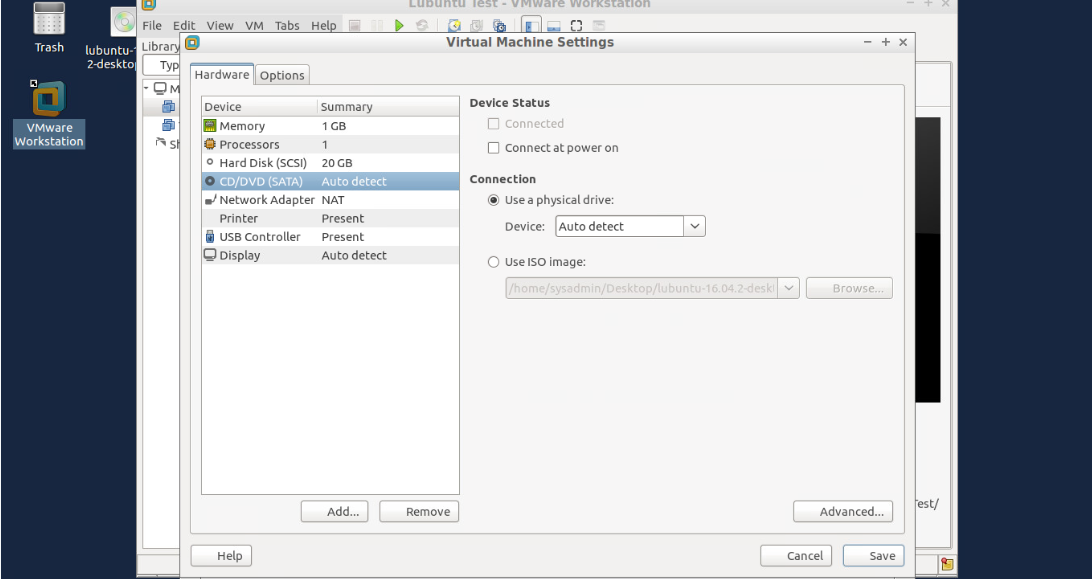 Lubuntu Test - VMware Workstation
File Edit View VM Tabs Help
Trash
lubuntu-
2-deskto
VMware
Workstation
Library
Typ
M
Sh
Virtual Machine Settings
Hardware Options
Device Summary
Memory 1 GB
Processors 1
Hard Disk (SCSI) 20 GB
CD/DVD (SATA) Auto detect
Network Adapter NAT
Printer Present
USB Controller Present
Display Auto detect
Add... Remove
Device Status
Connected
Connect at power on
Connection
Use a physical drive:
Device: Auto detect
Use ISO image:
/home/sysadmin/Desktop/lubuntu-16.04.2-deskt Browse...
Advanced...
Test/
Help Cancel Save